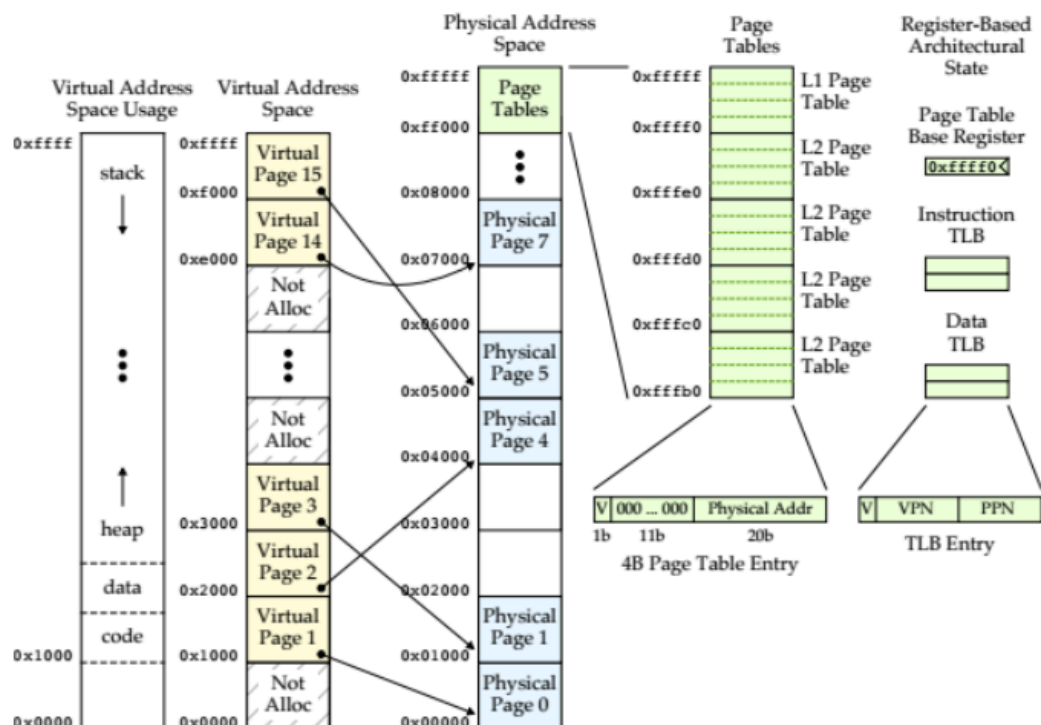 Virtual Address
Space Usage
0xffff
stack
heap
data
code
0x1000
0x0000
Virtual Address
Space
0xffff
Virtual
Page 15
0xf000
Virtual
Page 14
0xe000
Not
Alloc
Not
Alloc
Virtual
Page 3
0x3000
Virtual
Page 2
0x2000
Virtual
Page 1
0x1000
Not
Alloc
0x0000
Physical Address
Space
0xfffff
Page
Tables
0xff000
0x08000
Physical
Page 7
0x07000
0x06000
Physical
Page 5
0x05000
Physical
Page 4
0x04000
0x03000
0x02000
Physical
Page 1
0x01000
Physical
Page 0
0x00000
Page
Tables
0xfffff
L1 Page
Table
0xffff0
L2 Page
Table
0xfffe0
L2 Page
Table
0xfffd0
L2 Page
Table
0xfffc0
L2 Page
Table
0xfffb0
V 000 ... 000 Physical Addr
1b 11b 20b
4B Page Table Entry
Register-Based
Architectural
State
Page Table
Base Register
0xffff0
Instruction
TLB
Data
TLB
V VPN PPN
TLB Entry